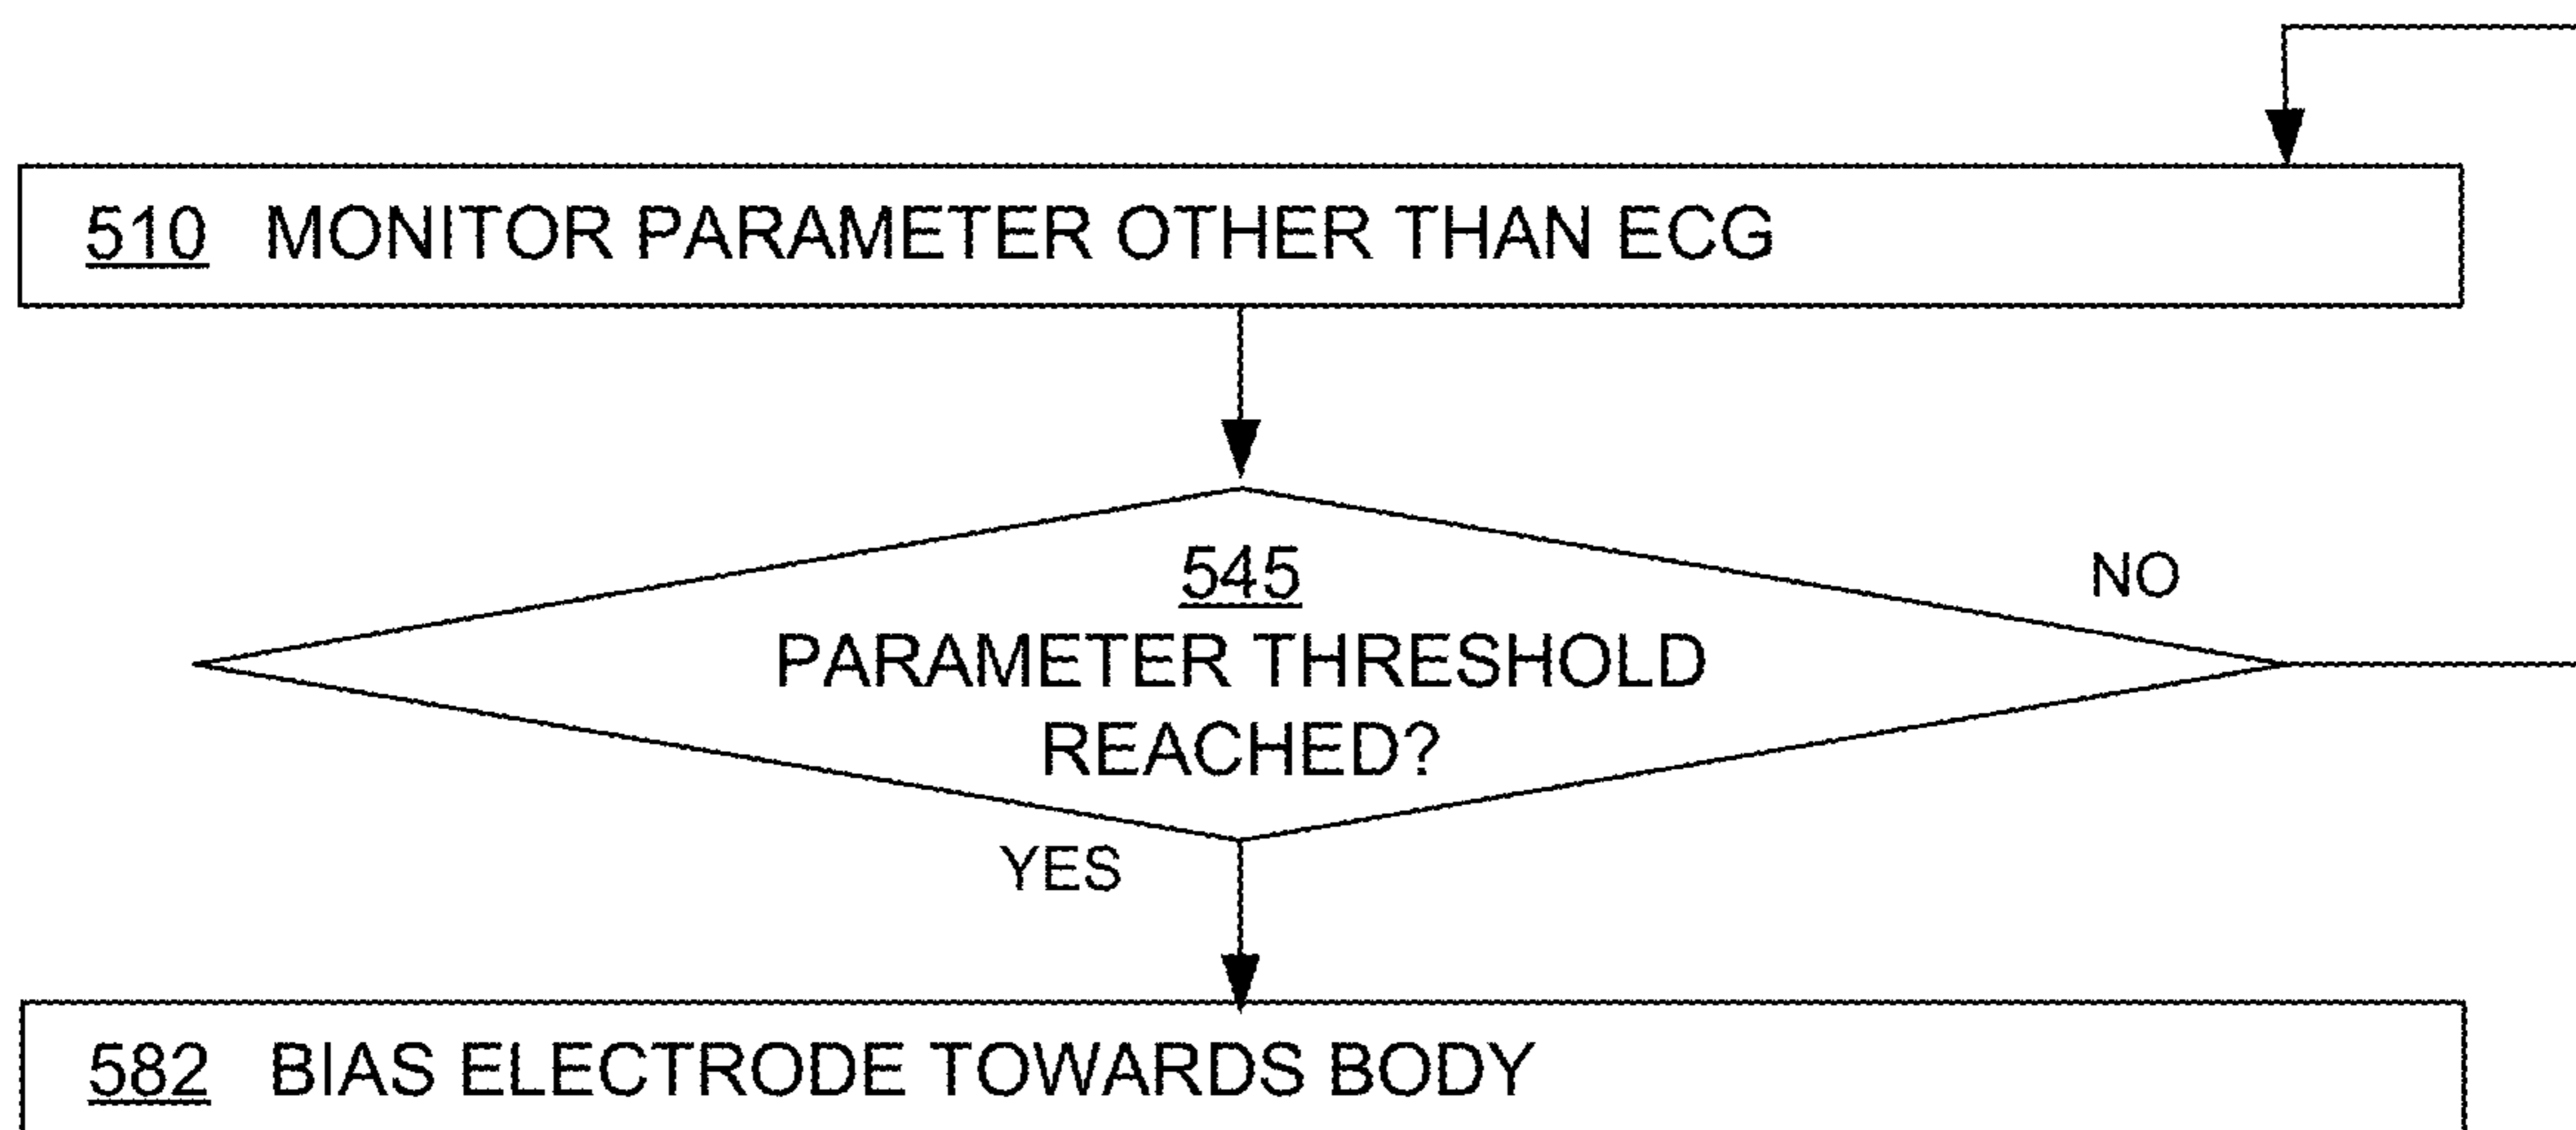 510 MONITOR PARAMETER OTHER THAN ECG
545
NO
PARAMETER THRESHOLD
REACHED?
YES
582 BIAS ELECTRODE TOWARDS BODY